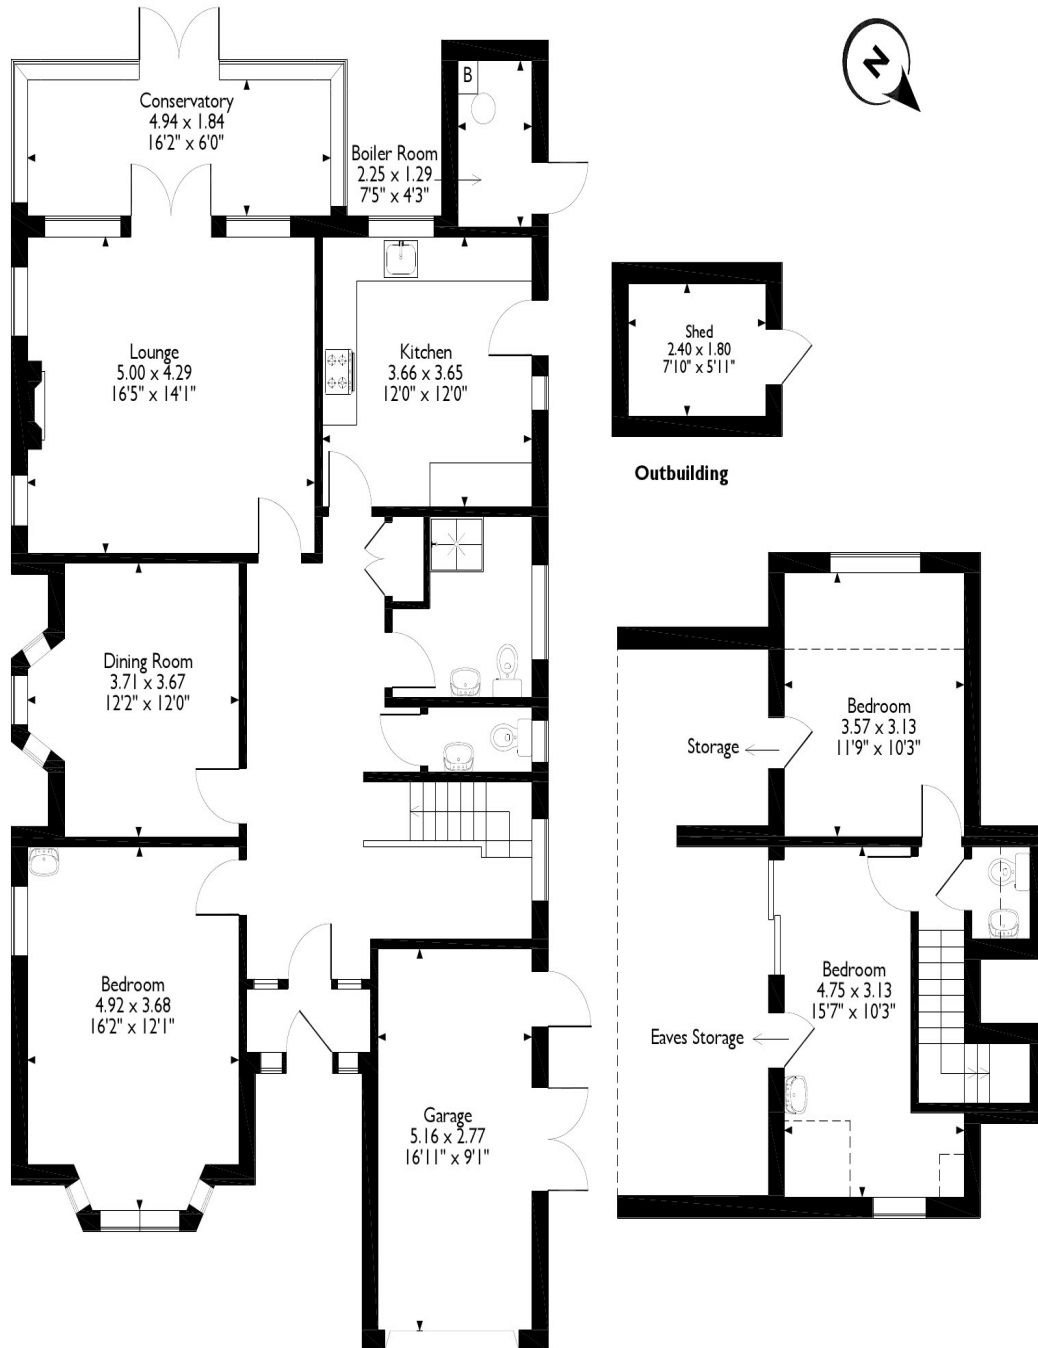 N
Conservatory
4.94 x 1.84
16'2" x 6'0"
B
Boiler Room
2.25 x 1.29
7'5" x 4'3"
Lounge
5.00 x 4.29
16'5" x 14'1"
Kitchen
3.66 x 3.65
12'0" x 12'0"
Shed
2.40 x 1.80
7'10" x 5'11"
Outbuilding
Dining Room
3.71 x 3.67
12'2" x 12'0"
Bedroom
3.57 x 3.13
11'9" x 10'3"
Storage
Bedroom
4.92 x 3.68
16'2" x 12'1"
Bedroom
4.75 x 3.13
15'7" x 10'3"
Eaves Storage
Garage
5.16 x 2.77
16'11" x 9'1"